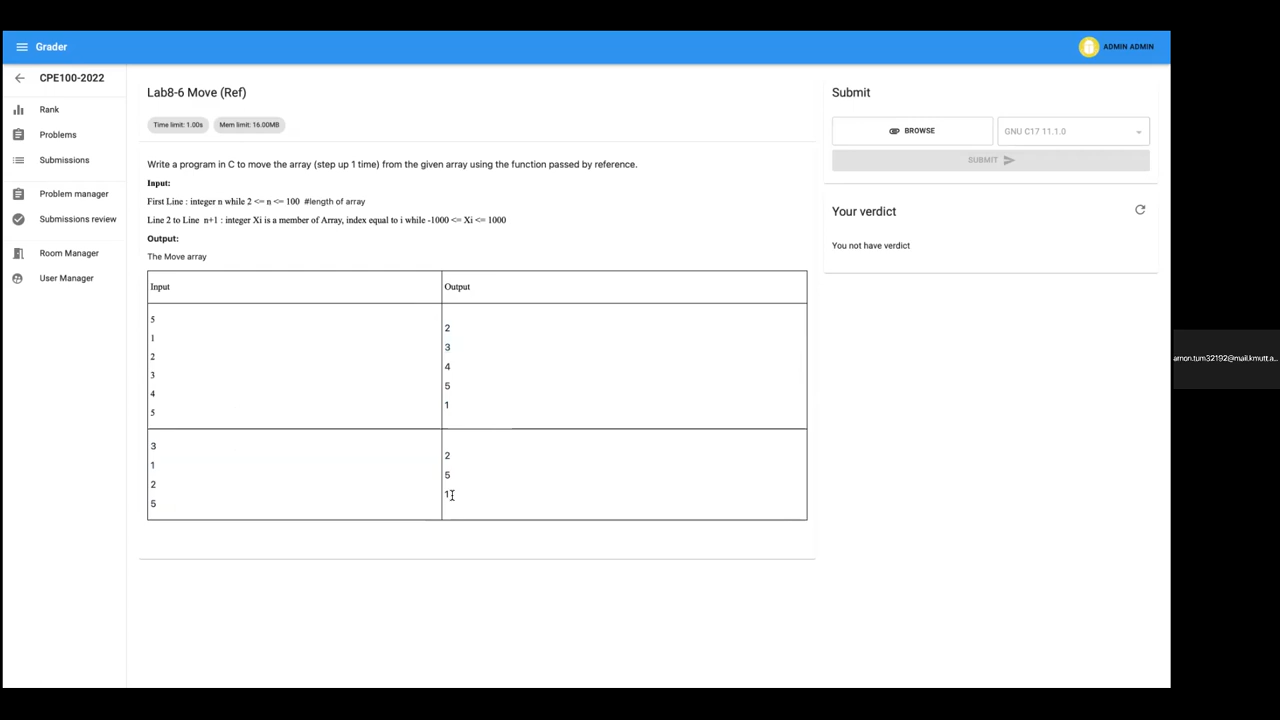 Grader
ADMIN ADMIN
CPE100-2022
Rank
Problems
Submissions
Problem manager
Submissions review
Room Manager
User Manager
Lab8-6 Move (Ref)
Time limit: 1.00s
Mem limit: 16.00MB
Write a program in C to move the array (step up 1 time) from the given array using the function passed by reference.
Input:
First Line : integer n while 2 <= n <= 100 #length of array
Line 2 to Line n+1 : integer Xi is a member of Array, index equal to i while -1000 <= Xi <= 1000
Output:
The Move array
Input
Output
5
1
2
3
4
5
2
3
4
5
1
3
1
2
5
2
5
1
Submit
BROWSE
GNU C17 11.1.0
SUBMIT
Your verdict
You not have verdict
arnon.tum32192@mail.kmutt.a...